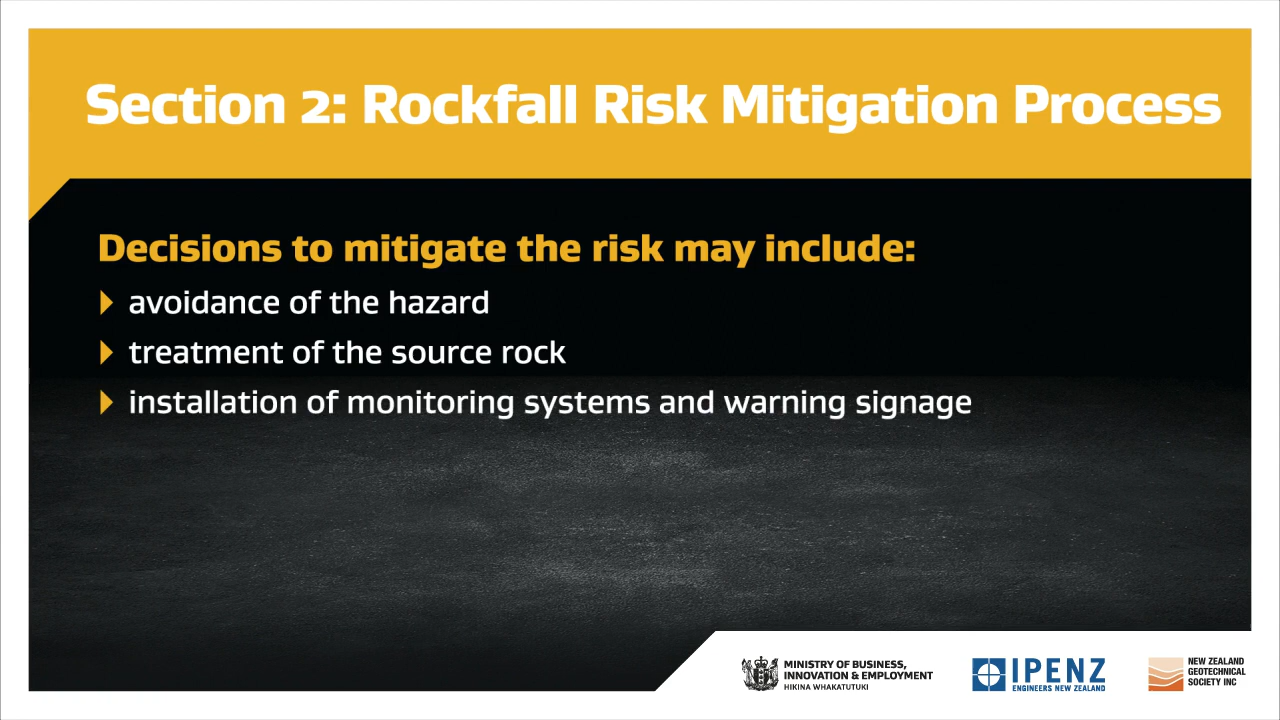 Section 2: Rockfall Risk Mitigation Process
Decisions to mitigate the risk may include:
avoidance of the hazard
treatment of the source rock
installation of monitoring systems and warning signage
MINISTRY OF BUSINESS,
INNOVATION & EMPLOYMENT
HIKINA WHAKATUTUKI
IPENZ
ENGINEERS NEW ZEALAND
NEW ZEALAND
GEOTECHNICAL
SOCIETY INC